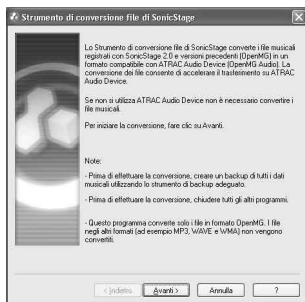 Strumento di conversione file di SonicStage
Lo Strumento di conversione file di SonicStage converte i file musicali
registrati con SonicStage 2.0 e versioni precedenti (OpenMG) in un
formato compatibile con ATRAC Audio Device (OpenMG Audio). La
conversione dei file consente di accelerare il trasferimento su ATRAC
Audio Device.
Se non si utilizza ATRAC Audio Device non è necessario convertire i
file musicali.
Per iniziare la conversione, fare clic su Avanti.
Note:
- Prima di effettuare la conversione, creare un backup di tutti i dati
musicali utilizzando lo strumento di backup adeguato.
- Prima di effettuare la conversione, chiudere tutti gli altri programmi.
- Questo programma converte solo i file in formato OpenMG. I file
negli altri formati (ad esempio MP3, WAVE e WMA) non vengono
convertiti.
< Indietro Avanti > Annulla ?